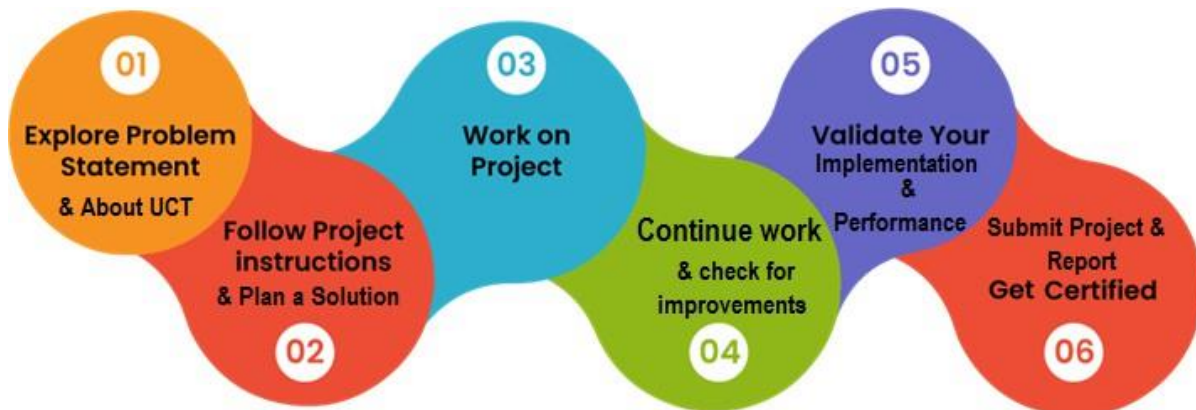 01
Explore Problem
Statement
& About UCT
Follow Project
instructions
& Plan a Solution
02
03
Work on
Project
Continue work
& check for
improvements
04
05
Validate Your
Implementation
&
Performance
Submit Project &
Report
Get Certified
06